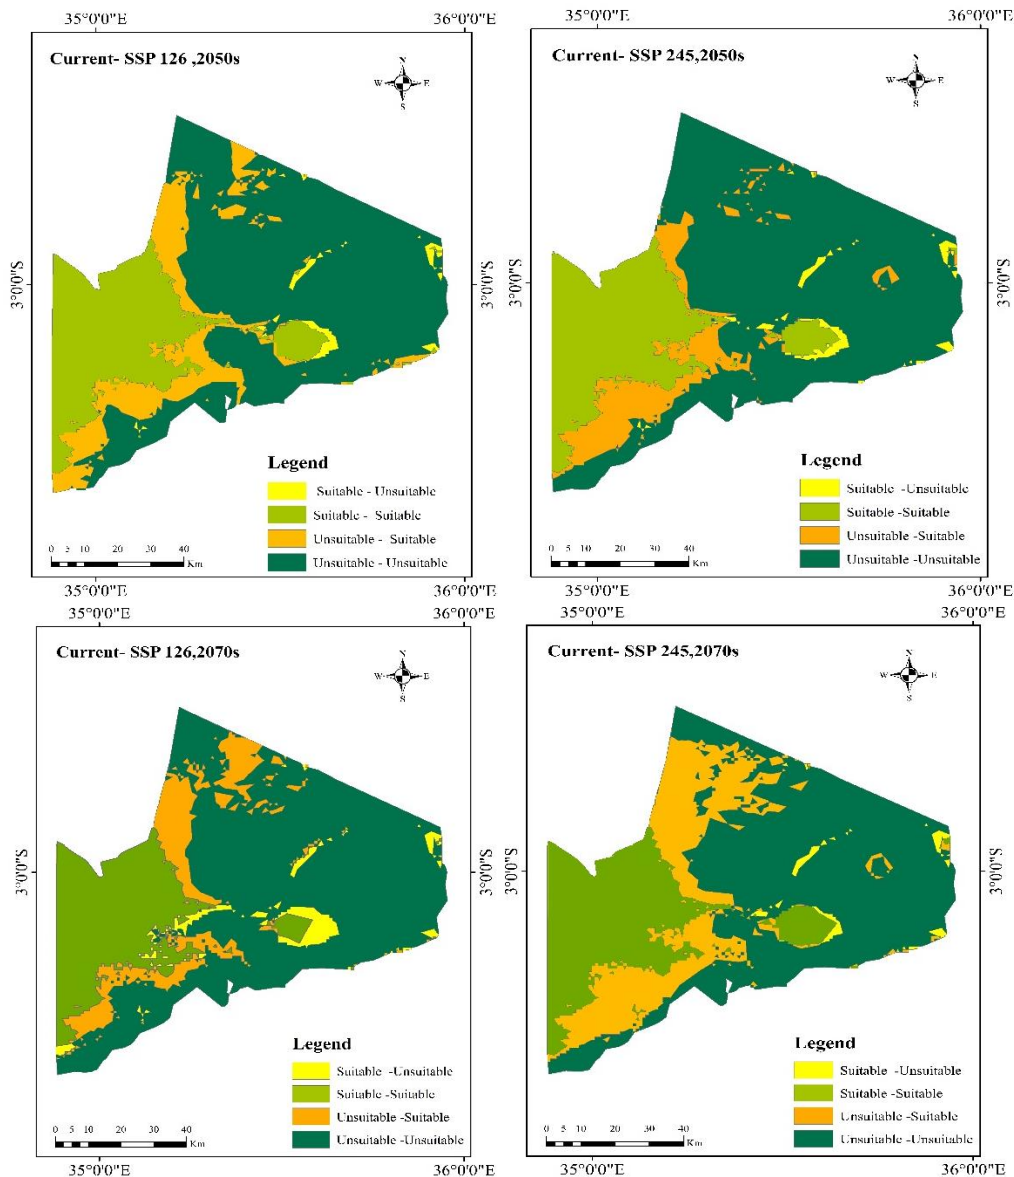 35°0'0"E 36°0'0"E 35°0'0"E 36°0'0"E
Current- SSP 126 ,2050s
N
W E
S
3°0'0"S
Legend
Suitable - Unsuitable
Suitable - Suitable
Unsuitable - Suitable
Unsuitable - Unsuitable
0 5 10 20 30 40
Km
Current- SSP 245,2050s
N
W E
S
3°0'0"S
3°0'0"S
Legend
Suitable -Unsuitable
Suitable -Suitable
Unsuitable -Suitable
Unsuitable -Unsuitable
0 5 10 20 30 40
Km
35°0'0"E 36°0'0"E 35°0'0"E 36°0'0"E
35°0'0"E 36°0'0"E 35°0'0"E 36°0'0"E
Current- SSP 126,2070s
N
W E
S
3°0'0"S
Legend
Suitable -Unsuitable
Suitable -Suitable
Unsuitable -Suitable
Unsuitable -Unsuitable
0 5 10 20 30 40
Km
Current- SSP 245,2070s
N
W E
S
3°0'0"S
3°0'0"S
Legend
Suitable -Unsuitable
Suitable -Suitable
Unsuitable -Suitable
Unsuitable -Unsuitable
0 5 10 20 30 40
Km
35°0'0"E 36°0'0"E 35°0'0"E 36°0'0"E